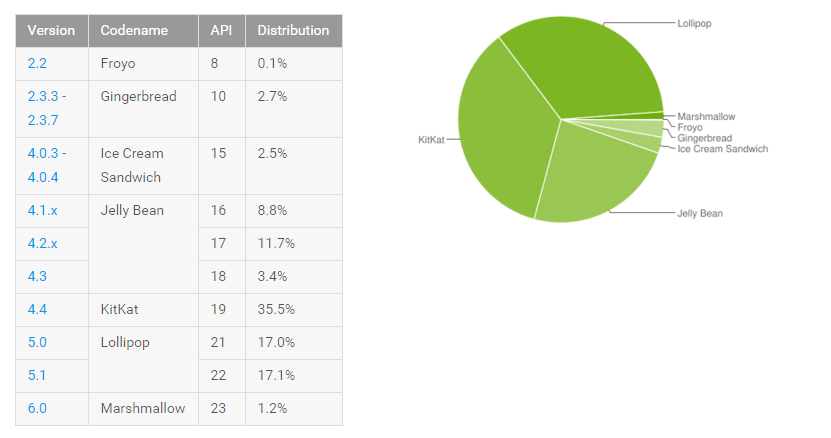 Version Codename API Distribution
2.2 Froyo 8 0.1%
2.3.3 - Gingerbread 10 2.7%
2.3.7
4.0.3 - Ice Cream 15 2.5%
4.0.4 Sandwich
4.1.x Jelly Bean 16 8.8%
4.2.x 17 11.7%
4.3 18 3.4%
4.4 KitKat 19 35.5%
5.0 Lollipop 21 17.0%
5.1 22 17.1%
6.0 Marshmallow 23 1.2%
Lollipop
Marshmallow
Froyo
Gingerbread
Ice Cream Sandwich
KitKat
Jelly Bean